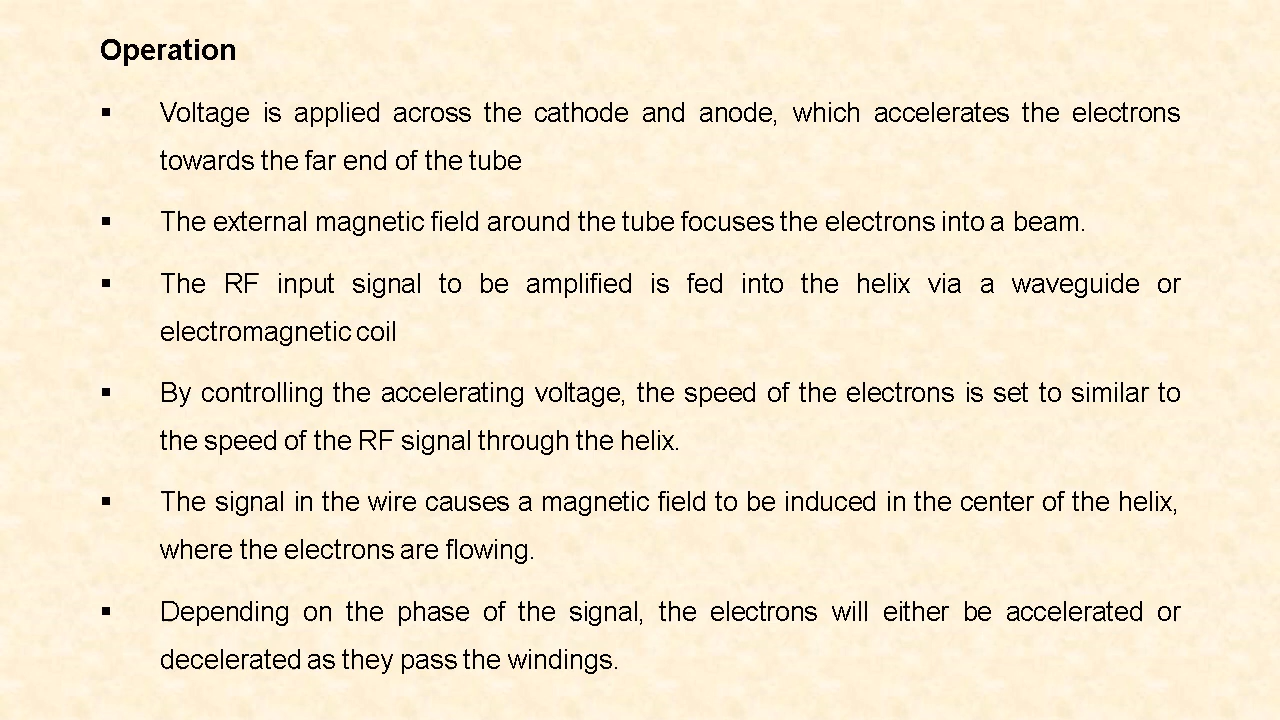 Operation
▪ Voltage is applied across the cathode and anode, which accelerates the electrons
towards the far end of the tube
▪ The external magnetic field around the tube focuses the electrons into a beam.
▪ The RF input signal to be amplified is fed into the helix via a waveguide or
electromagnetic coil
▪ By controlling the accelerating voltage, the speed of the electrons is set to similar to
the speed of the RF signal through the helix.
▪ The signal in the wire causes a magnetic field to be induced in the center of the helix,
where the electrons are flowing.
▪ Depending on the phase of the signal, the electrons will either be accelerated or
decelerated as they pass the windings.